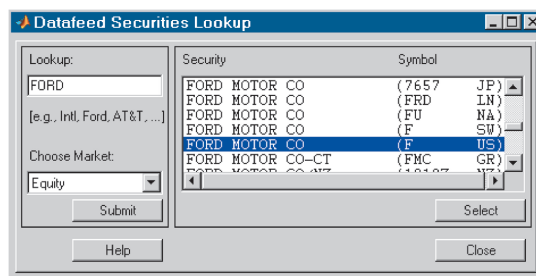 Datafeed Securities Lookup
Lookup:
FORD
[e.g., Intl, Ford, AT&T, ...]
Choose Market:
Equity
Submit
Help
Security Symbol
FORD MOTOR CO (7657 JP)
FORD MOTOR CO (FRD LN)
FORD MOTOR CO (FU NA)
FORD MOTOR CO (F SW)
FORD MOTOR CO (F US)
FORD MOTOR CO-CT (FMC GR)
FORD MOTOR
Select
Close